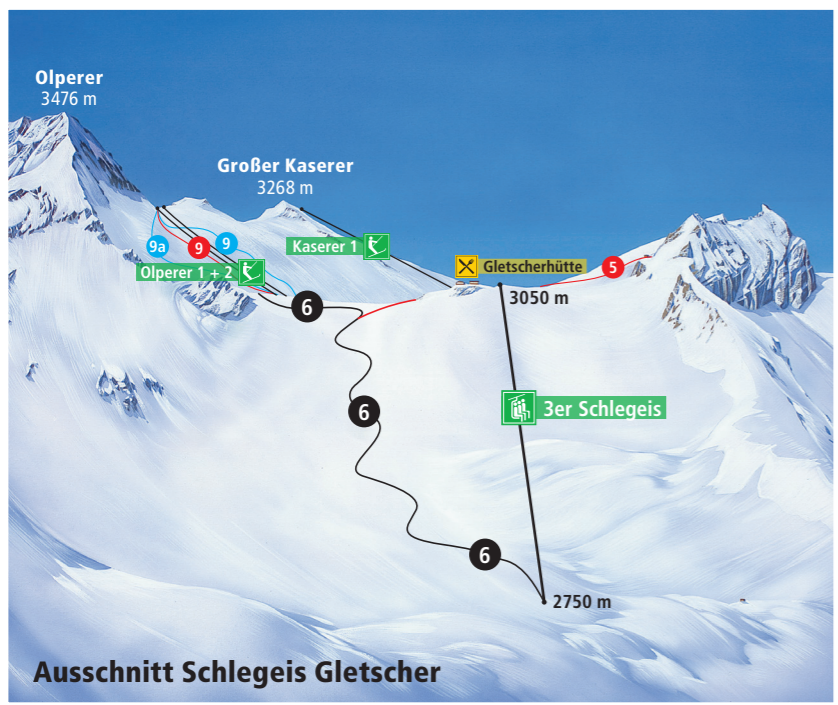 Olperer
3476 m
Großer Kaserer
3268 m
9a
9
9
Kaserer 1
Olperer 1 + 2
Gletscherhütte
5
3050 m
6
6
3er Schlegeis
6
2750 m
Ausschnitt Schlegeis Gletscher